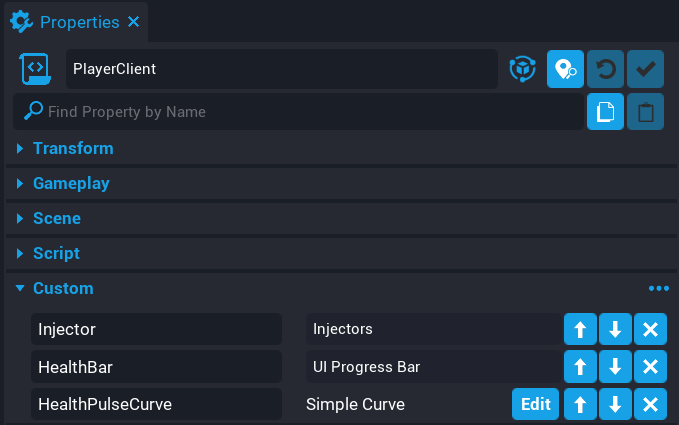 Properties
PlayerClient
Find Property by Name
Transform
Gameplay
Scene
Script
Custom
Injector Injectors
HealthBar UI Progress Bar
HealthPulseCurve Simple Curve Edit